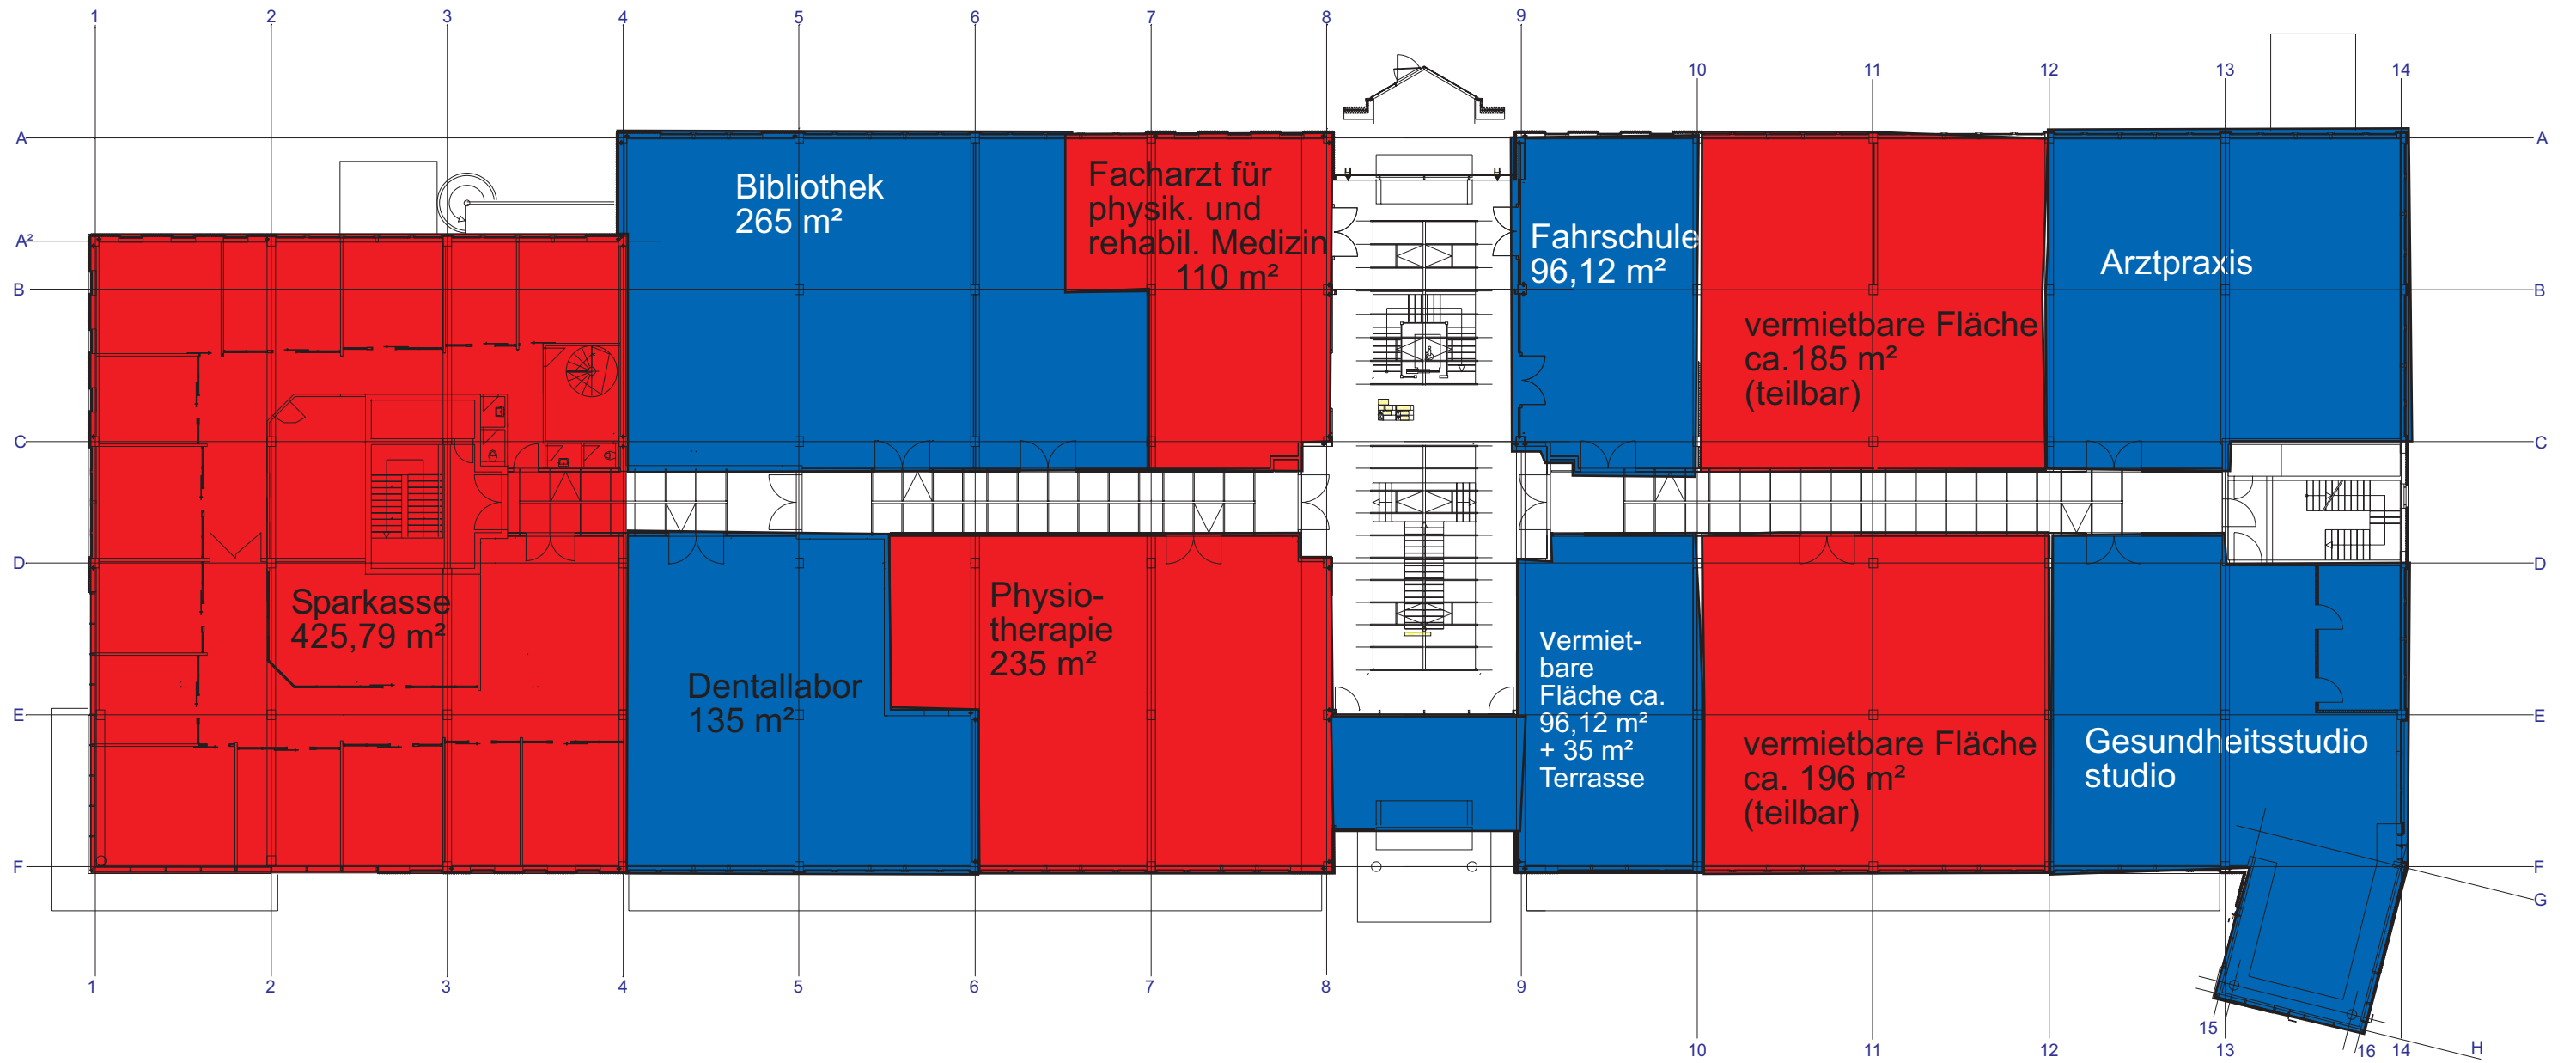 1 2 3 4 5 6 7 8 9
10 11 12 13 14
A A
A²
B B
C C
D D
E E
F F
G
H
Bibliothek
265 m²
Facharzt für
physik. und
rehabil. Medizin
110 m²
Fahrschule
96,12 m²
Arztpraxis
vermietbare Fläche
ca.185 m²
(teilbar)
Sparkasse
425,79 m²
Dentallabor
135 m²
Physio-
therapie
235 m²
Vermiet-
bare
Fläche ca.
96,12 m²
+ 35 m²
Terrasse
vermietbare Fläche
ca. 196 m²
(teilbar)
Gesundheitsstudio
studio
1 2 3 4 5 6 7 8 9
15
10 11 12 13 16 14